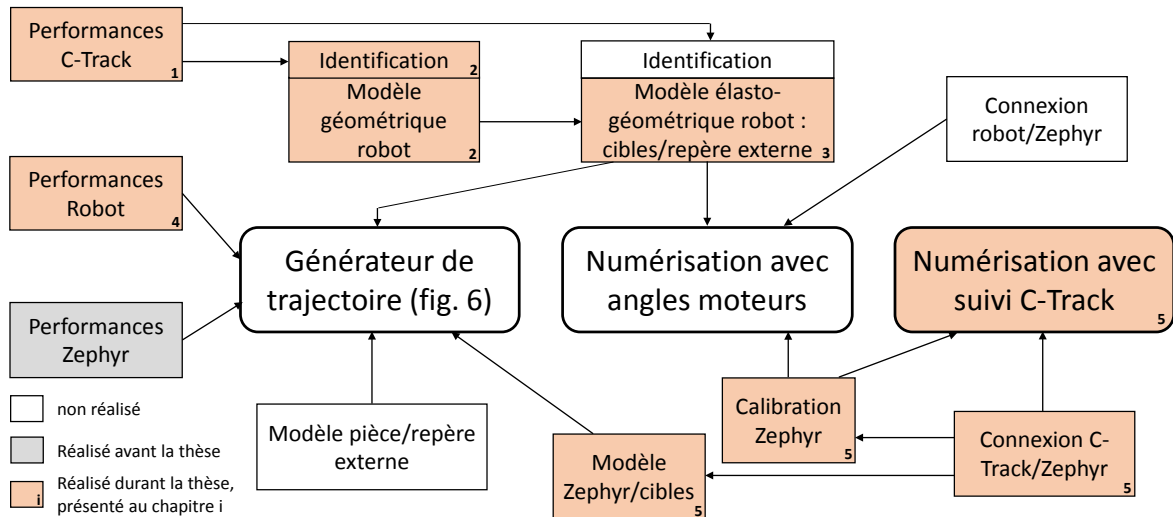 Performances
C-Track
1
Identification
2
Modèle
géométrique
robot
2
Identification
Modèle élasto-
géométrique robot :
cibles/repère externe
3
Connexion
robot/Zephyr
Performances
Robot
4
Générateur de
trajectoire (fig. 6)
Numérisation avec
angles moteurs
Numérisation avec
suivi C-Track
5
Performances
Zephyr
Modèle pièce/repère
externe
Modèle
Zephyr/cibles
5
Calibration
Zephyr
5
Connexion C-
Track/Zephyr
5
non réalisé
Réalisé avant la thèse
i
Réalisé durant la thèse,
présenté au chapitre i